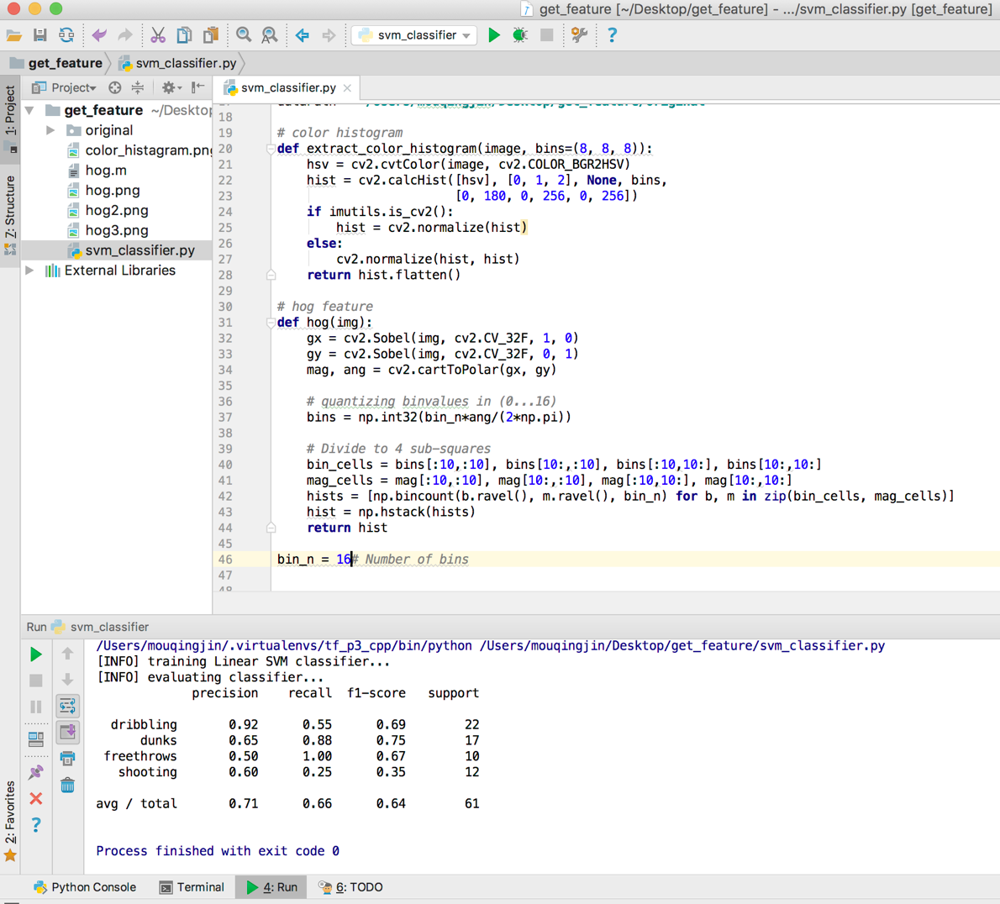 get_feature [~/Desktop/get_feature] - .../svm_classifier.py [get_feature]
svm_classifier
get_feature svm_classifier.py
1: Project
Project
svm_classifier.py
get_feature ~/Desktop
original
color_histagram.png
hog.m
hog.png
hog2.png
hog3.png
svm_classifier.py
External Libraries
Z: Structure
2: Favorites
18
19 # color histogram
20 def extract_color_histogram(image, bins=(8, 8, 8)):
21 hsv = cv2.cvtColor(image, cv2.COLOR_BGR2HSV)
22 hist = cv2.calcHist([hsv], [0, 1, 2], None, bins,
23 [0, 180, 0, 256, 0, 256])
24 if imutils.is_cv2():
25 hist = cv2.normalize(hist)
26 else:
27 cv2.normalize(hist, hist)
28 return hist.flatten()
29
30 # hog feature
31 def hog(img):
32 gx = cv2.Sobel(img, cv2.CV_32F, 1, 0)
33 gy = cv2.Sobel(img, cv2.CV_32F, 0, 1)
34 mag, ang = cv2.cartToPolar(gx, gy)
35
36 # quantizing binvalues in (0...16)
37 bins = np.int32(bin_n*ang/(2*np.pi))
38
39 # Divide to 4 sub-squares
40 bin_cells = bins[:10,:10], bins[10:,:10], bins[:10,10:], bins[10:,10:]
41 mag_cells = mag[:10,:10], mag[10:,:10], mag[:10,10:], mag[10:,10:]
42 hists = [np.bincount(b.ravel(), m.ravel(), bin_n) for b, m in zip(bin_cells, mag_cells)]
43 hist = np.hstack(hists)
44 return hist
45
46 bin_n = 16# Number of bins
47
Run svm_classifier
/Users/mouqingjin/.virtualenvs/tf_p3_cpp/bin/python /Users/mouqingjin/Desktop/get_feature/svm_classifier.py
[INFO] training Linear SVM classifier...
[INFO] evaluating classifier...
precision recall f1-score support
dribbling 0.92 0.55 0.69 22
dunks 0.65 0.88 0.75 17
freethrows 0.50 1.00 0.67 10
shooting 0.60 0.25 0.35 12
avg / total 0.71 0.66 0.64 61
Process finished with exit code 0
Python Console Terminal 4: Run 6: TODO